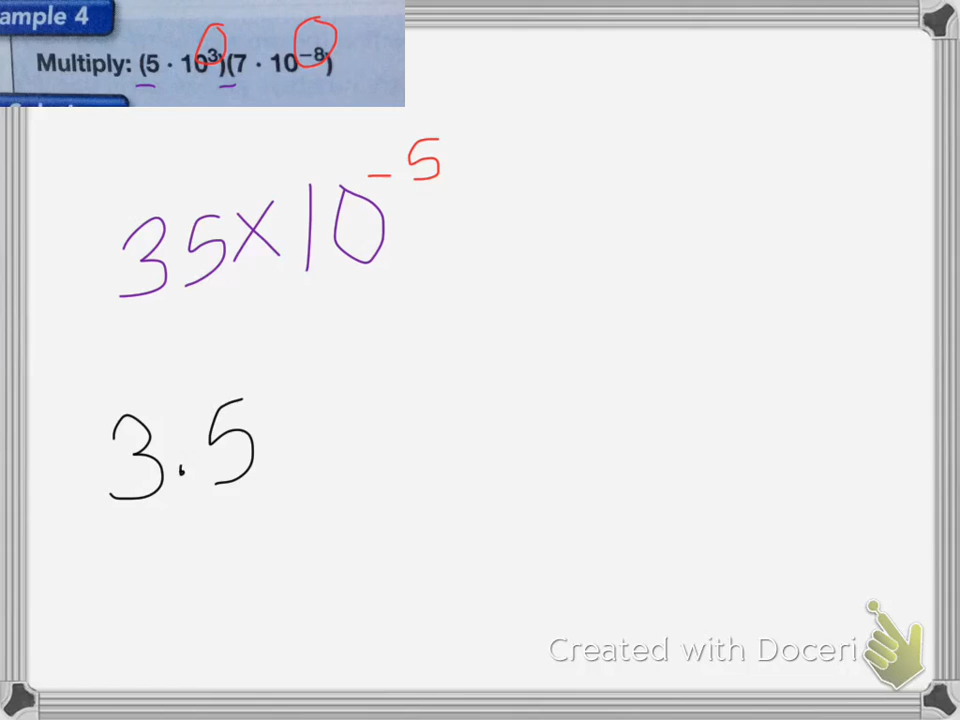 ample 4
Multiply: (5 · 10³)(7 · 10⁻⁸)
35×10⁻⁵
3.5
Created with Doceri